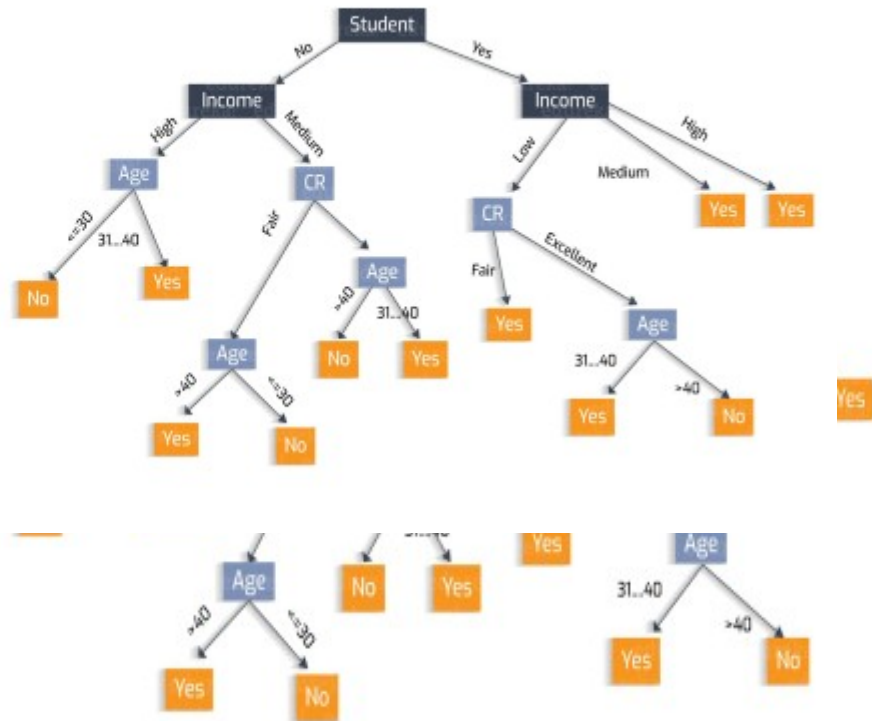 Student
No
Yes
Income
Income
High
Medium
Low
Medium
High
Age
CR
CR
Yes
Yes
<=30
31...40
Fair
Fair
Excellent
No
Yes
Age
>40
31...40
Yes
Age
Age
No
Yes
31...40
>40
>40
<=30
Yes
No
Yes
No
Yes
31...40
Yes
Age
Age
No
Yes
31...40
>40
>40
<=30
Yes
No
Yes
No